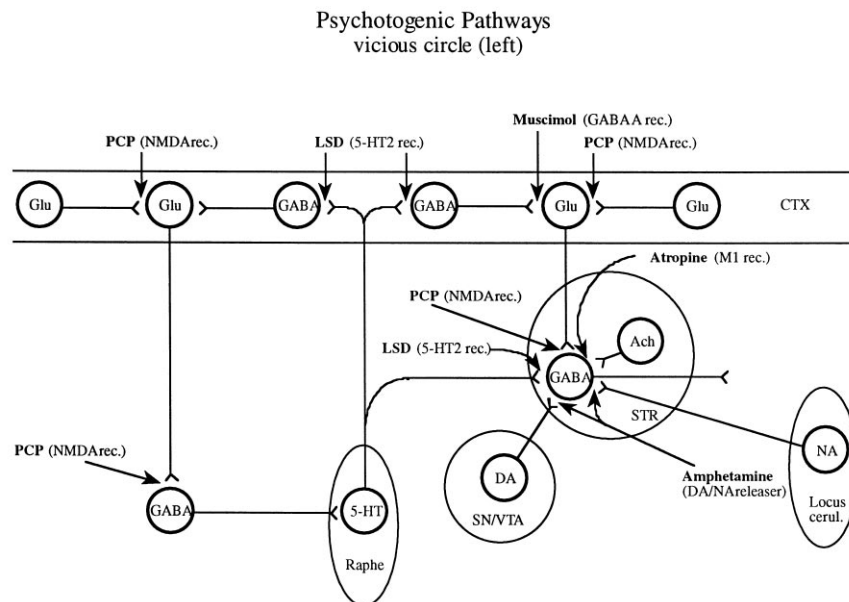 Psychotogenic Pathways
vicious circle (left)
Muscimol (GABAA rec.)
PCP (NMDArec.)
LSD (5-HT2 rec.)
PCP (NMDArec.)
Glu
Glu
GABA
GABA
Glu
Glu
CTX
Atropine (M1 rec.)
PCP (NMDArec.)
Ach
LSD (5-HT2 rec.)
GABA
STR
PCP (NMDArec.)
NA
DA
Amphetamine
(DA/NAreleaser)
GABA
5-HT
SN/VTA
Locus
cerul.
Raphe